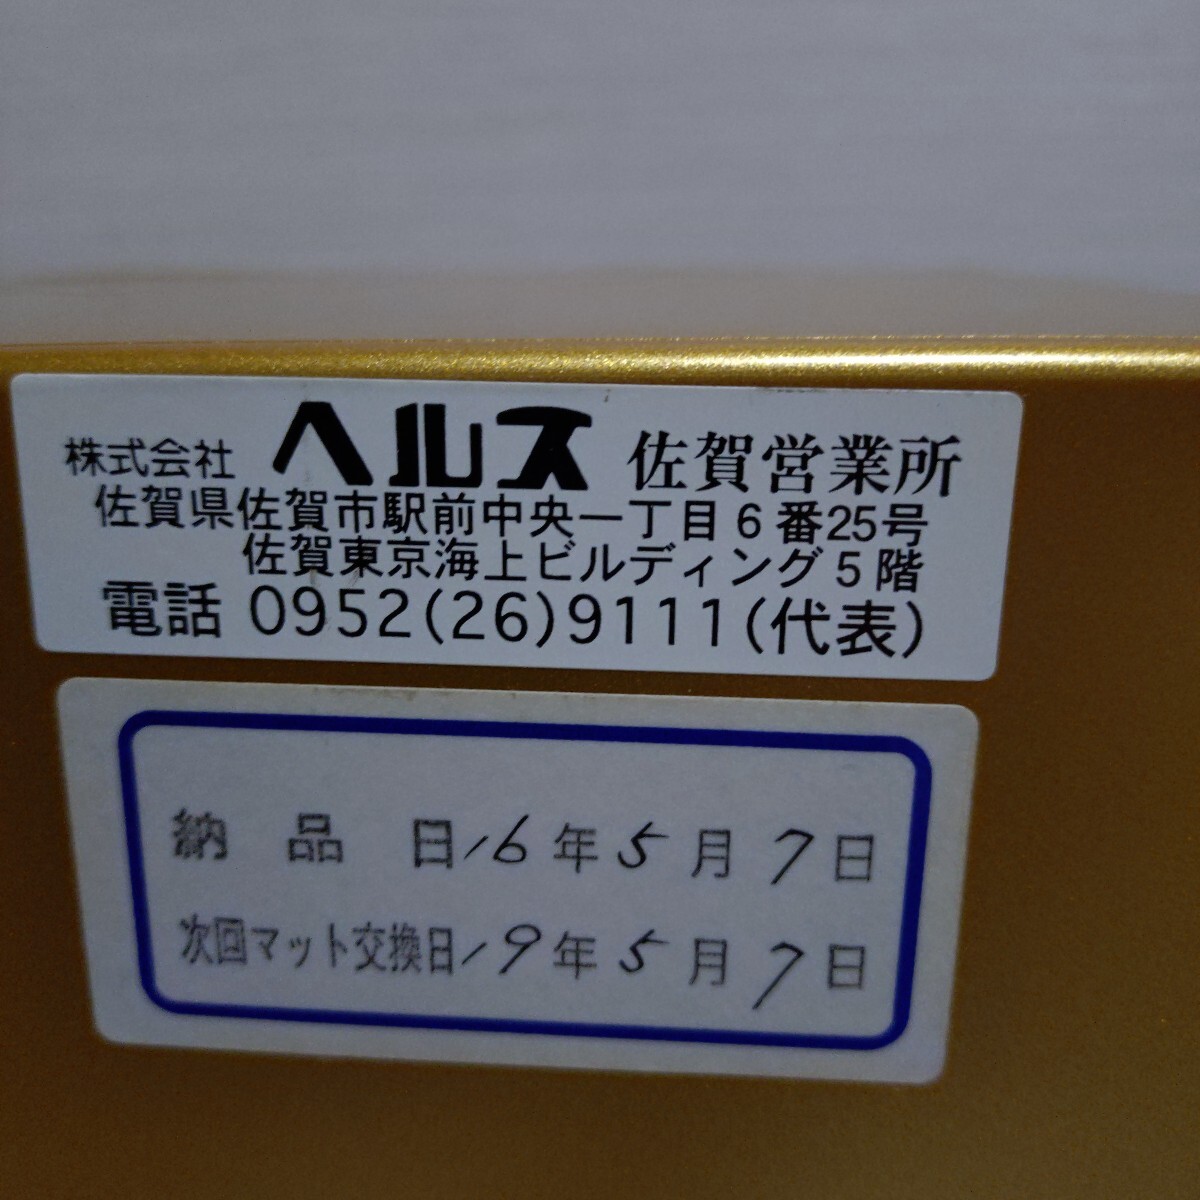 株式会社 ヘルス 佐賀営業所
佐賀県佐賀市駅前中央一丁目6番25号
佐賀東京海上ビルディング5階
電話 0952(26)9111(代表)
納品日16年5月7日
次回マット交換日19年5月7日